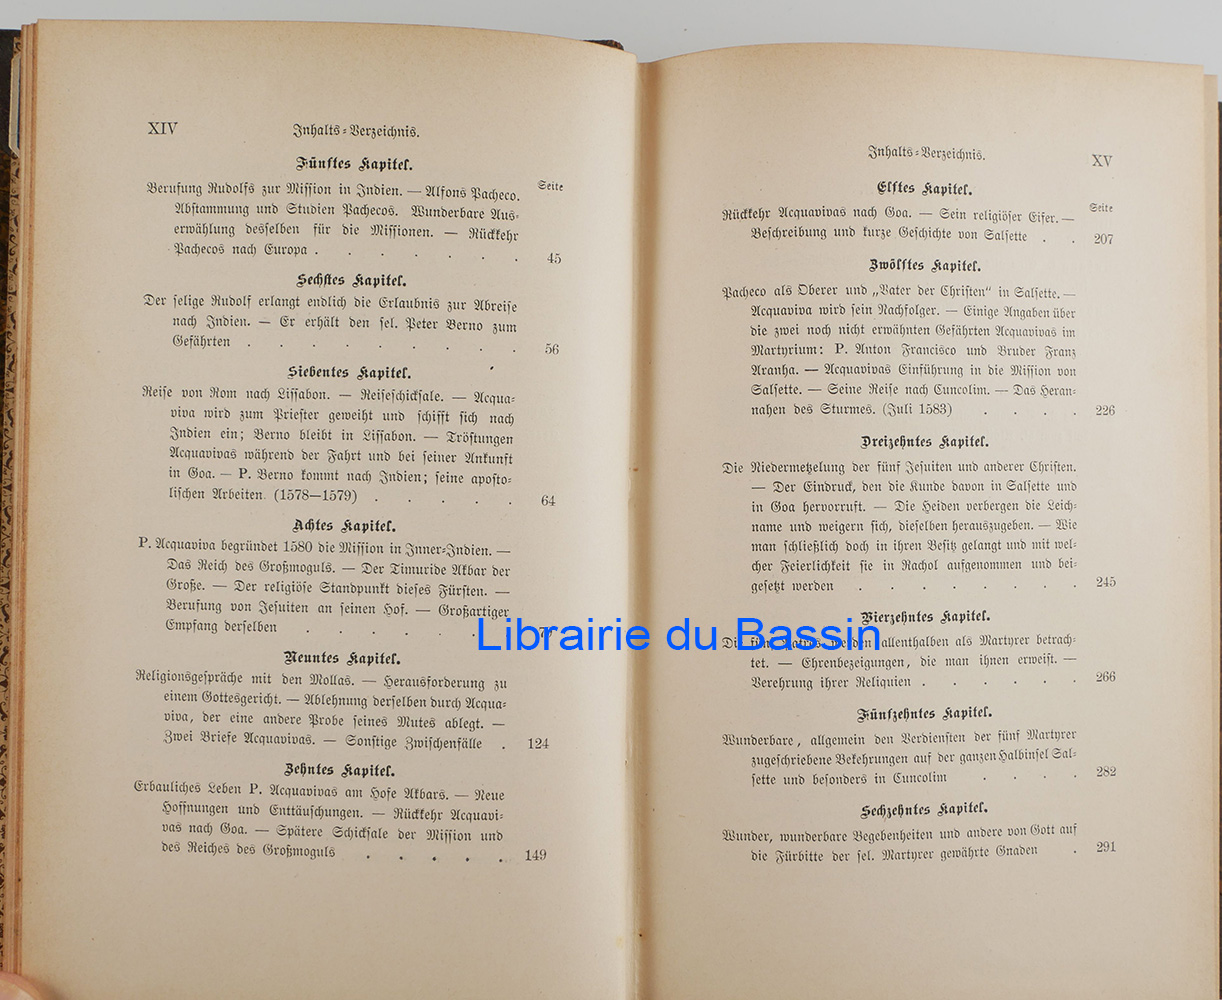 XIV Inhalts-Verzeichnis.
Fünftes Kapitel.
Seite
Berufung Rudolfs zur Mission in Indien. — Alfons Pacheco.
Abstammung und Studien Pachecos. Wunderbare Aus-
erwählung desselben für die Missionen. — Rückkehr
Pachecos nach Europa . . . . . . . 45
Sechstes Kapitel.
Der selige Rudolf erlangt endlich die Erlaubnis zur Abreise
nach Indien. — Er erhält den sel. Peter Berno zum
Gefährten . . . . . . . . . 56
Siebentes Kapitel.
Reise von Rom nach Lissabon. — Reiseschicksale. — Acqua-
viva wird zum Priester geweiht und schifft sich nach
Indien ein; Berno bleibt in Lissabon. — Tröstungen
Acquavivas während der Fahrt und bei seiner Ankunft
in Goa. — P. Berno kommt nach Indien; seine aposto-
lischen Arbeiten. (1578—1579) . . . . . 64
Achtes Kapitel.
P. Acquaviva begründet 1580 die Mission in Inner-Indien. —
Das Reich des Großmoguls. — Der Timuride Akbar der
Große. — Der religiöse Standpunkt dieses Fürsten. —
Berufung von Jesuiten an seinen Hof. — Großartiger
Empfang derselben . . . . . .
Neuntes Kapitel.
Religionsgespräche mit den Mollas. — Herausforderung zu
einem Gottesgericht. — Ablehnung derselben durch Acqua-
viva, der eine andere Probe seines Mutes ablegt. —
Zwei Briefe Acquavivas. — Sonstige Zwischenfälle . 124
Zehntes Kapitel.
Erbauliches Leben P. Acquavivas am Hofe Akbars. — Neue
Hoffnungen und Enttäuschungen. — Rückkehr Acquavi-
vas nach Goa. — Spätere Schicksale der Mission und
des Reiches des Großmoguls . . . . . 149
Inhalts-Verzeichnis. XV
Elftes Kapitel.
Seite
Rückkehr Acquavivas nach Goa. — Sein religiöser Eifer. —
Beschreibung und kurze Geschichte von Salsette . . 207
Zwölftes Kapitel.
Pacheco als Oberer und „Vater der Christen“ in Salsette. —
Acquaviva wird sein Nachfolger. — Einige Angaben über
die zwei noch nicht erwähnten Gefährten Acquavivas im
Martyrium: P. Anton Francisco und Bruder Franz
Aranha. — Acquavivas Einführung in die Mission von
Salsette. — Seine Reise nach Cuncolim. — Das Heran-
nahen des Sturmes. (Juli 1583) . . . . 226
Dreizehntes Kapitel.
Die Niedermetzelung der fünf Jesuiten und anderer Christen.
— Der Eindruck, den die Kunde davon in Salsette und
in Goa hervorruft. — Die Heiden verbergen die Leich-
name und weigern sich, dieselben herauszugeben. — Wie
man schließlich doch in ihren Besitz gelangt und mit wel-
cher Feierlichkeit sie in Rachol aufgenommen und bei-
gesetzt werden . . . . . . 245
Vierzehntes Kapitel.
Die fünf Patres werden allenthalben als Martyrer betrach-
tet. — Ehrenbezeigungen, die man ihnen erweist. —
Verehrung ihrer Reliquien . . . . . . 266
Fünfzehntes Kapitel.
Wunderbare, allgemein den Verdiensten der fünf Martyrer
zugeschriebene Bekehrungen auf der ganzen Halbinsel Sal-
sette und besonders in Cuncolim . . . . 282
Sechzehntes Kapitel.
Wunder, wunderbare Begebenheiten und andere von Gott auf
die Fürbitte der sel. Martyrer gewährte Gnaden . 291
Librairie du Bassin